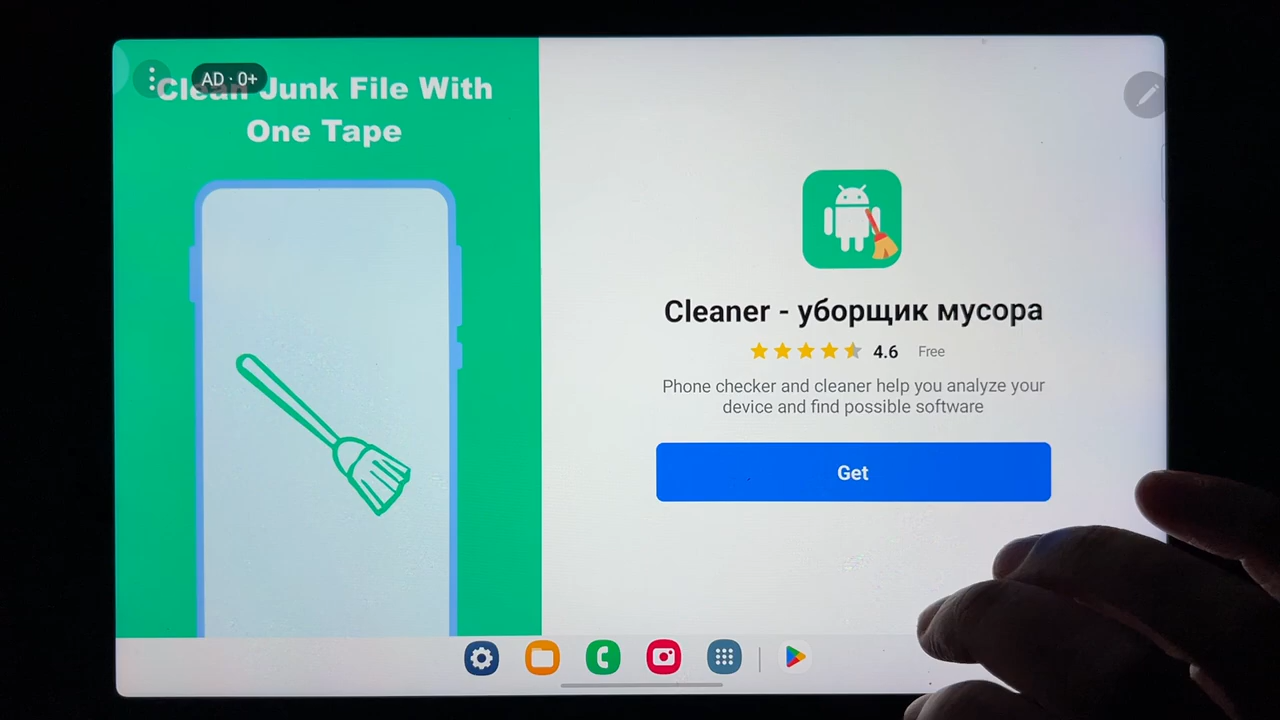 Clean Junk File With
One Tape
AD · 0+
Cleaner - уборщик мусора
4.6 Free
Phone checker and cleaner help you analyze your
device and find possible software
Get